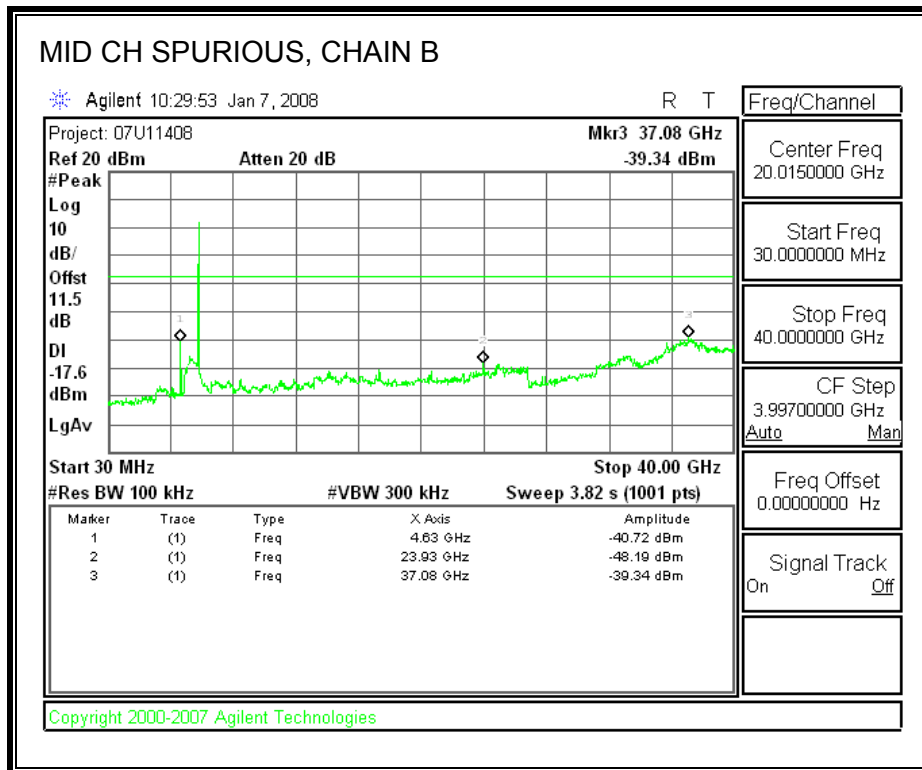 MID CH SPURIOUS, CHAIN B
Agilent 10:29:53 Jan 7, 2008 R T
Project: 07U11408 Mkr3 37.08 GHz
Ref 20 dBm Atten 20 dB -39.34 dBm
#Peak
Log
10
dB/
Offst
11.5
dB
DI
-17.6
dBm
LgAv
1
2
3
Start 30 MHz Stop 40.00 GHz
#Res BW 100 kHz #VBW 300 kHz Sweep 3.82 s (1001 pts)
Marker Trace Type X Axis Amplitude
1 (1) Freq 4.63 GHz -40.72 dBm
2 (1) Freq 23.93 GHz -48.19 dBm
3 (1) Freq 37.08 GHz -39.34 dBm
Copyright 2000-2007 Agilent Technologies
Freq/Channel
Center Freq
20.0150000 GHz
Start Freq
30.0000000 MHz
Stop Freq
40.0000000 GHz
CF Step
3.99700000 GHz
Auto Man
Freq Offset
0.00000000 Hz
Signal Track
On Off